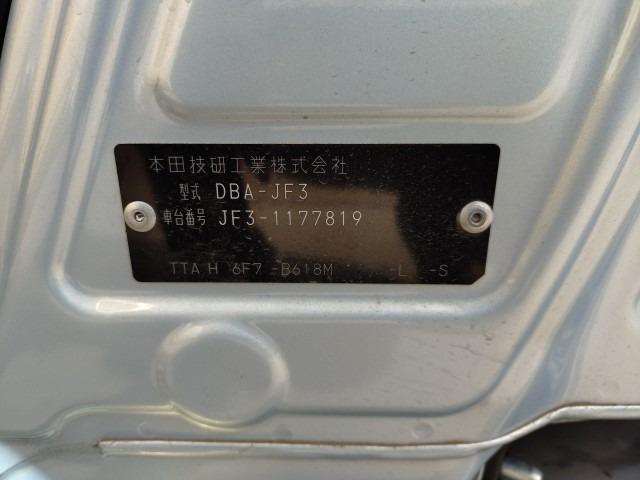 本田技研工業株式会社
型式 DBA-JF3
車台番号 JF3-1177819
TTA H 6F7 -B618M -L -S